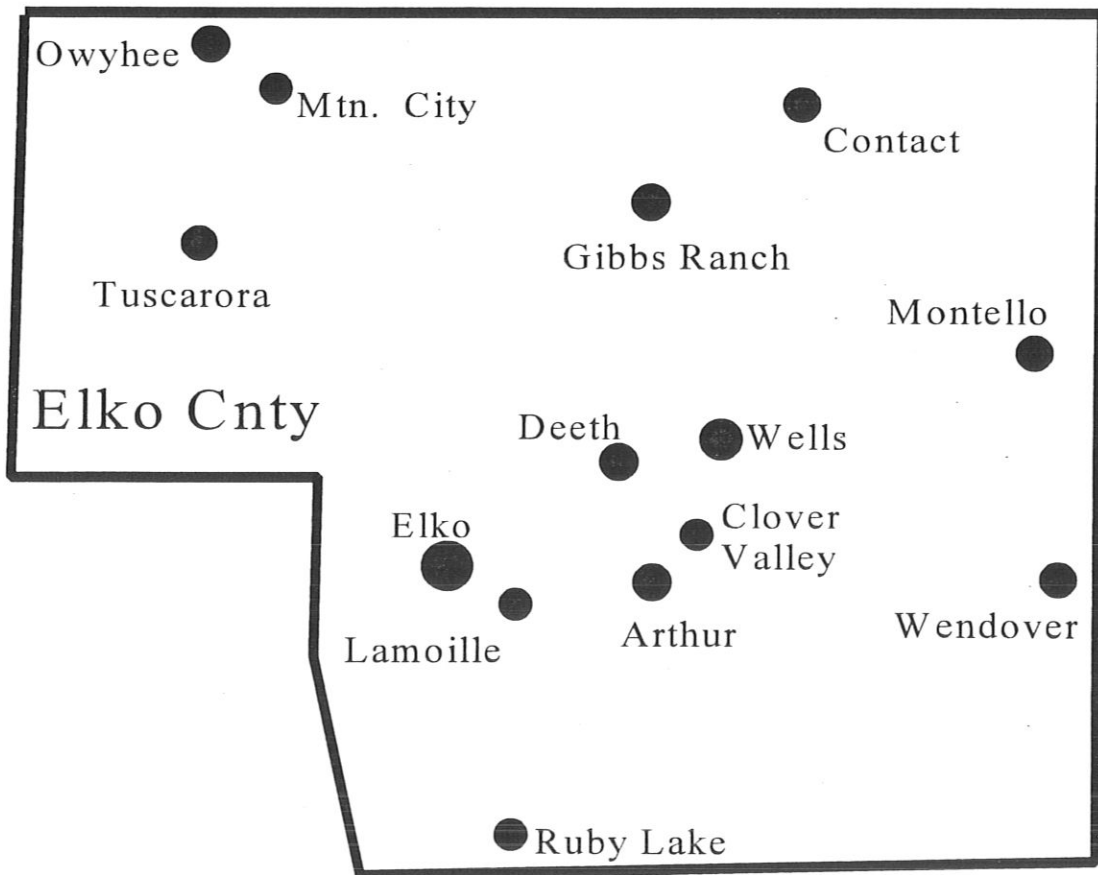 Owyhee
Mtn. City
Contact
Gibbs Ranch
Tuscarora
Montello
Elko Cnty
Deeth
Wells
Elko
Clover
Valley
Lamoille
Arthur
Wendover
Ruby Lake